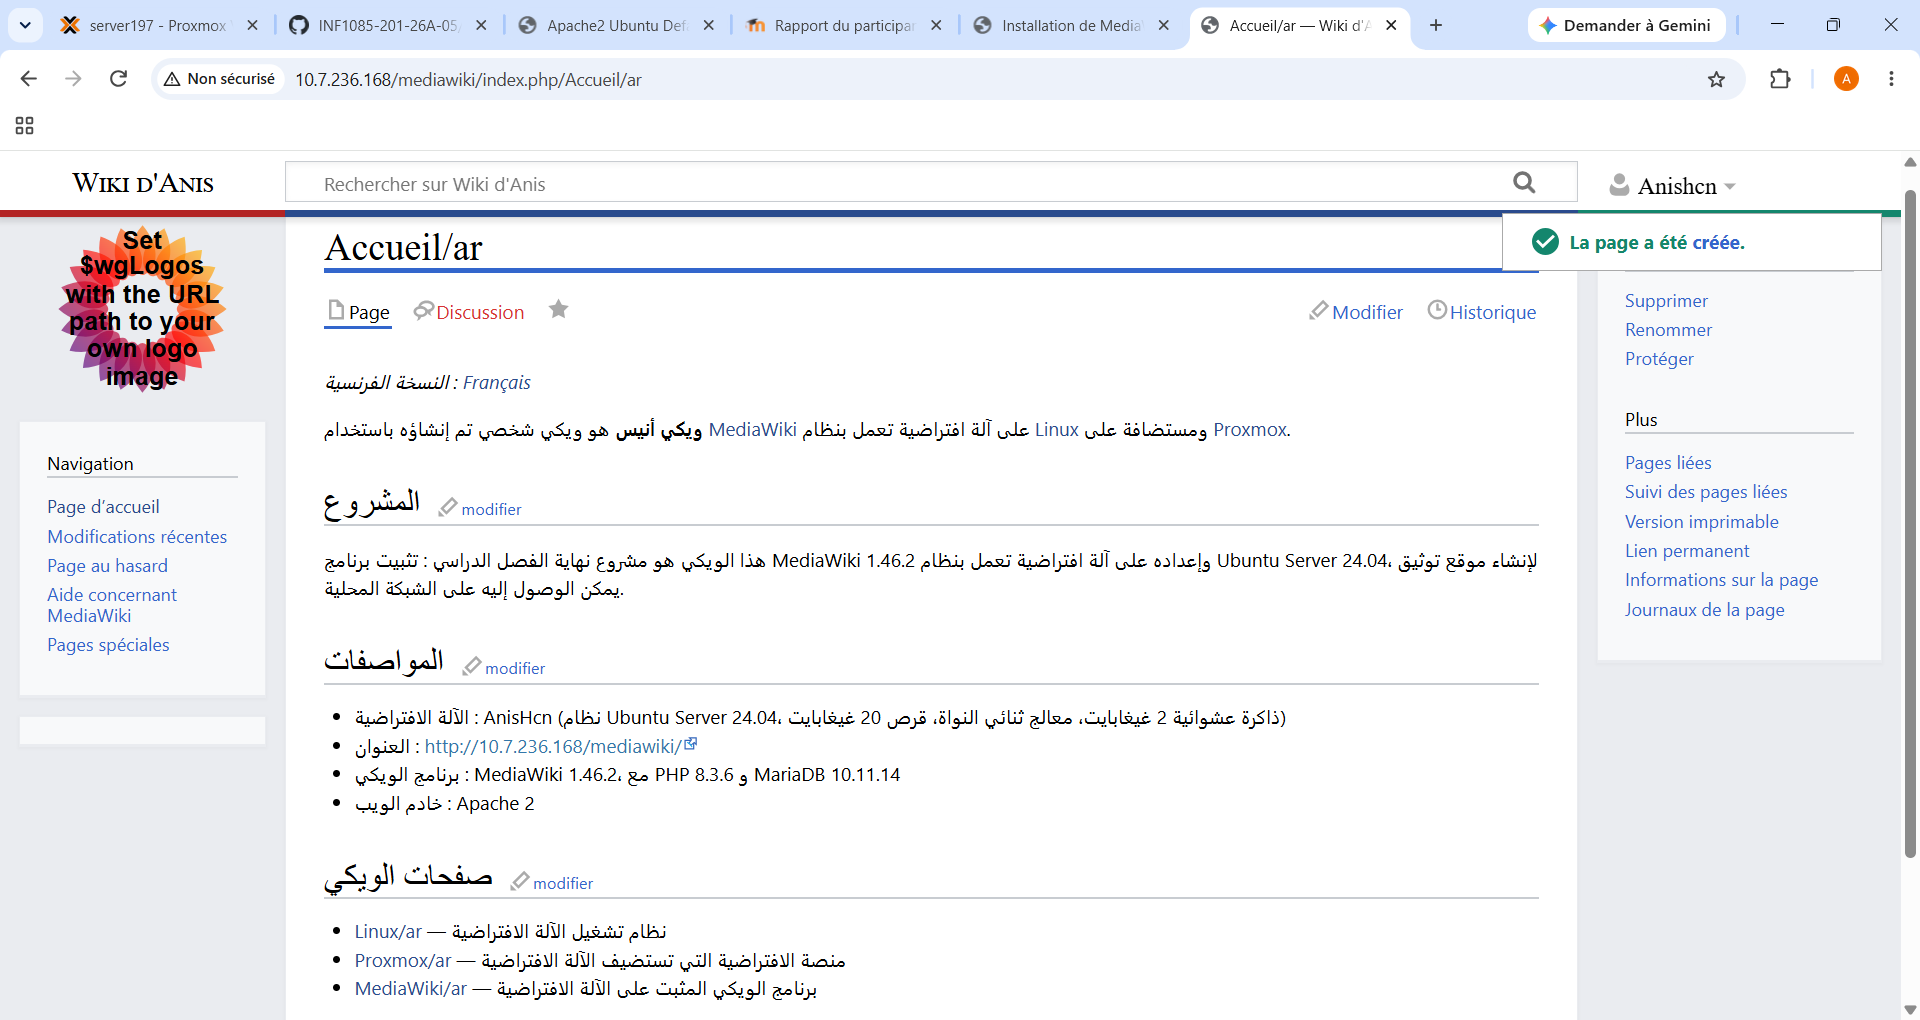 server197 - Proxmox
INF1085-201-26A-05
Apache2 Ubuntu Def
Rapport du participan
Installation de Media
Accueil/ar — Wiki d'A
Demander à Gemini
Non sécurisé
10.7.236.168/mediawiki/index.php/Accueil/ar
A
Wiki d'Anis
Rechercher sur Wiki d'Anis
Anishcn
La page a été créée.
Set
$wgLogos
with the URL
path to your
own logo
image
Navigation
Page d’accueil
Modifications récentes
Page au hasard
Aide concernant
MediaWiki
Pages spéciales
Accueil/ar
Page
Discussion
Modifier
Historique
النسخة الفرنسية : Français
ويكي أنيس هو ويكي شخصي تم إنشاؤه باستخدام MediaWiki على آلة افتراضية تعمل بنظام Linux ومستضافة على Proxmox.
المشروع modifier
هذا الويكي هو مشروع نهاية الفصل الدراسي : تثبيت برنامج MediaWiki 1.46.2 وإعداده على آلة افتراضية تعمل بنظام Ubuntu Server 24.04، لإنشاء موقع توثيق
يمكن الوصول إليه على الشبكة المحلية.
المواصفات modifier
الآلة الافتراضية : AnisHcn (نظام Ubuntu Server 24.04، ذاكرة عشوائية 2 غيغابايت، معالج ثنائي النواة، قرص 20 غيغابايت)
العنوان : http://10.7.236.168/mediawiki/
برنامج الويكي : MediaWiki 1.46.2، مع PHP 8.3.6 و MariaDB 10.11.14
خادم الويب : Apache 2
صفحات الويكي modifier
Linux/ar — نظام تشغيل الآلة الافتراضية
Proxmox/ar — منصة الافتراضية التي تستضيف الآلة الافتراضية
MediaWiki/ar — برنامج الويكي المثبت على الآلة الافتراضية
Supprimer
Renommer
Protéger
Plus
Pages liées
Suivi des pages liées
Version imprimable
Lien permanent
Informations sur la page
Journaux de la page